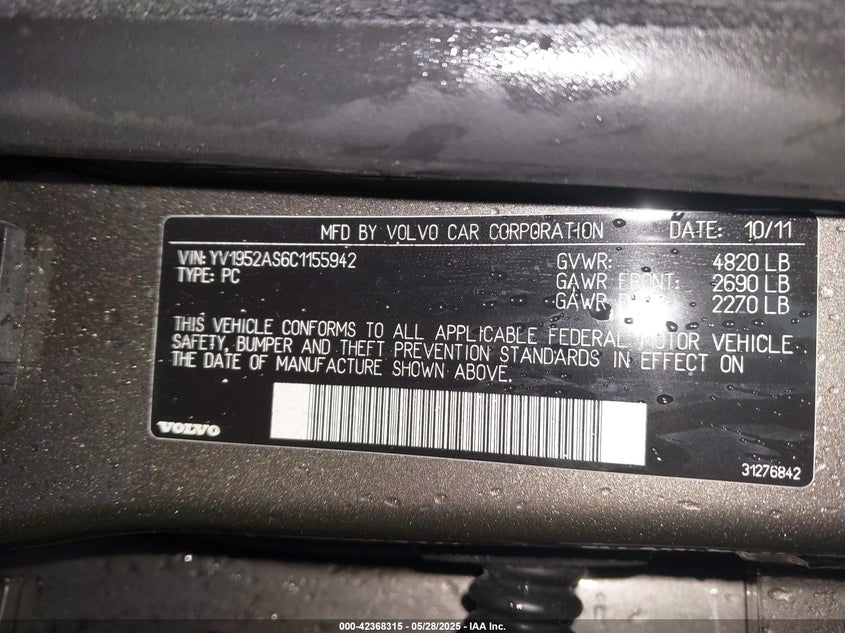 MFD BY VOLVO CAR CORPORATION DATE: 10/11
VIN: YV1952AS6C1155942 GVWR: 4820 LB
TYPE: PC GAWR FRONT: 2690 LB
GAWR 2270 LB
THIS VEHICLE CONFORMS TO ALL APPLICABLE FEDERAL MOTOR VEHICLE
SAFETY, BUMPER AND THEFT PREVENTION STANDARDS IN EFFECT ON
THE DATE OF MANUFACTURE SHOWN ABOVE.
VOLVO
31276842
000-42368315 - 05/28/2025 - IAA Inc.